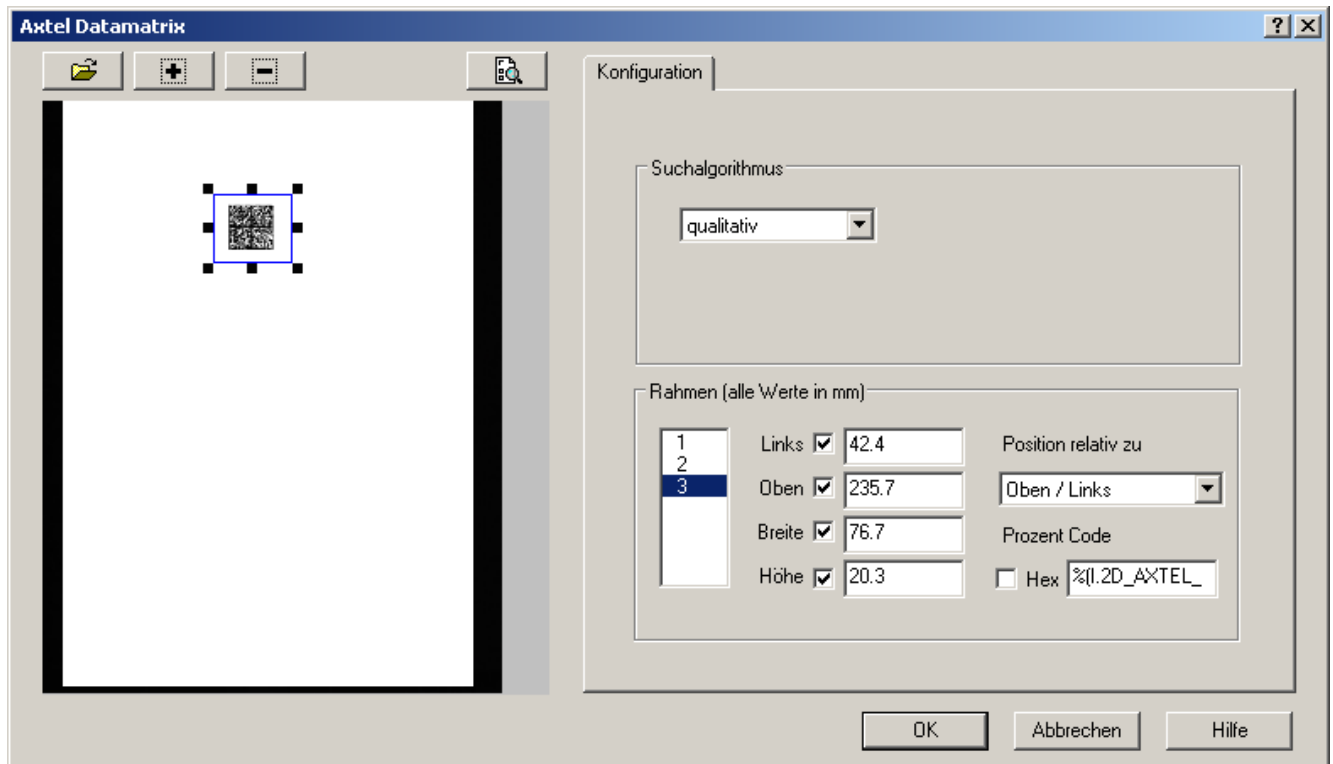 Axtel Datamatrix
Konfiguration
Suchalgorithmus
qualitativ
Rahmen (alle Werte in mm)
1
2
3
Links 42.4
Oben 235.7
Breite 76.7
Höhe 20.3
Position relativ zu
Oben / Links
Prozent Code
Hex %(I.2D_AXTEL_
OK Abbrechen Hilfe